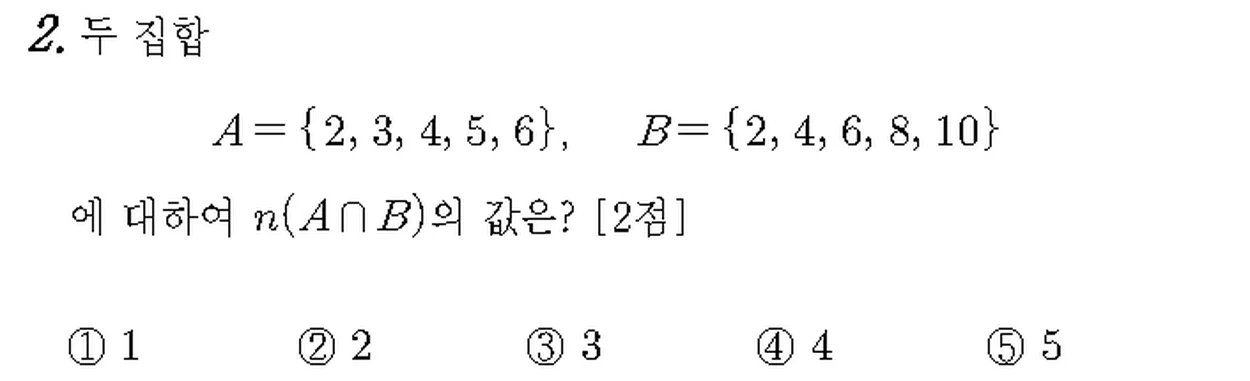 2. 두 집합
A = {2, 3, 4, 5, 6}, B = {2, 4, 6, 8, 10}
에 대하여 n(A∩B)의 값은? [2점]
① 1 ② 2 ③ 3 ④ 4 ⑤ 5